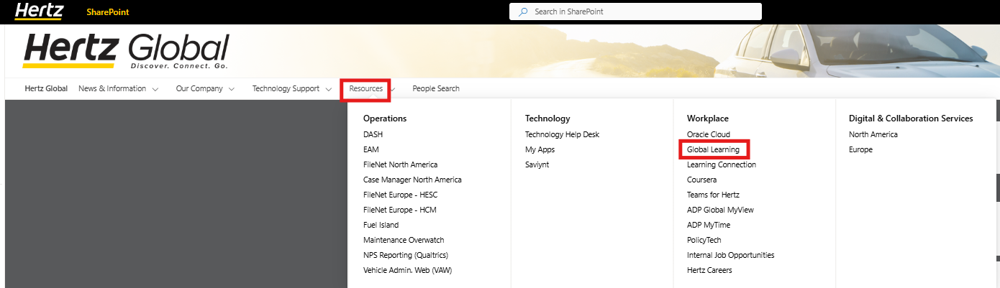 Hertz SharePoint Search in SharePoint
Hertz Global
Discover. Connect. Go.
Hertz Global News & Information Our Company Technology Support Resources People Search
Operations
DASH
EAM
FileNet North America
Case Manager North America
FileNet Europe - HESC
FileNet Europe - HCM
Fuel Island
Maintenance Overwatch
NPS Reporting (Qualtrics)
Vehicle Admin. Web (VAW)
Technology
Technology Help Desk
My Apps
Saviynt
Workplace
Oracle Cloud
Global Learning
Learning Connection
Coursera
Teams for Hertz
ADP Global MyView
ADP MyTime
PolicyTech
Internal Job Opportunities
Hertz Careers
Digital & Collaboration Services
North America
Europe